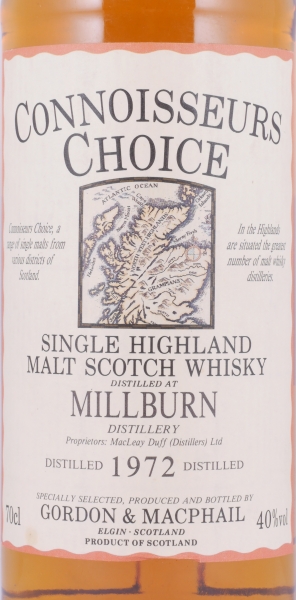 CONNOISSEURS
CHOICE
ATLANTIC OCEAN
Connoisseurs Choice, a
range of single malts from
various districts of
Scotland.
In the Highlands
are situated the greatest
number of malt whisky
distilleries.
GRAMPIANS
SINGLE HIGHLAND
MALT SCOTCH WHISKY
DISTILLED AT
MILLBURN
DISTILLERY
Proprietors: MacLeay Duff (Distillers) Ltd
DISTILLED 1972 DISTILLED
SPECIALLY SELECTED, PRODUCED AND BOTTLED BY
70cl GORDON & MACPHAIL 40%vol
ELGIN · SCOTLAND
PRODUCT OF SCOTLAND